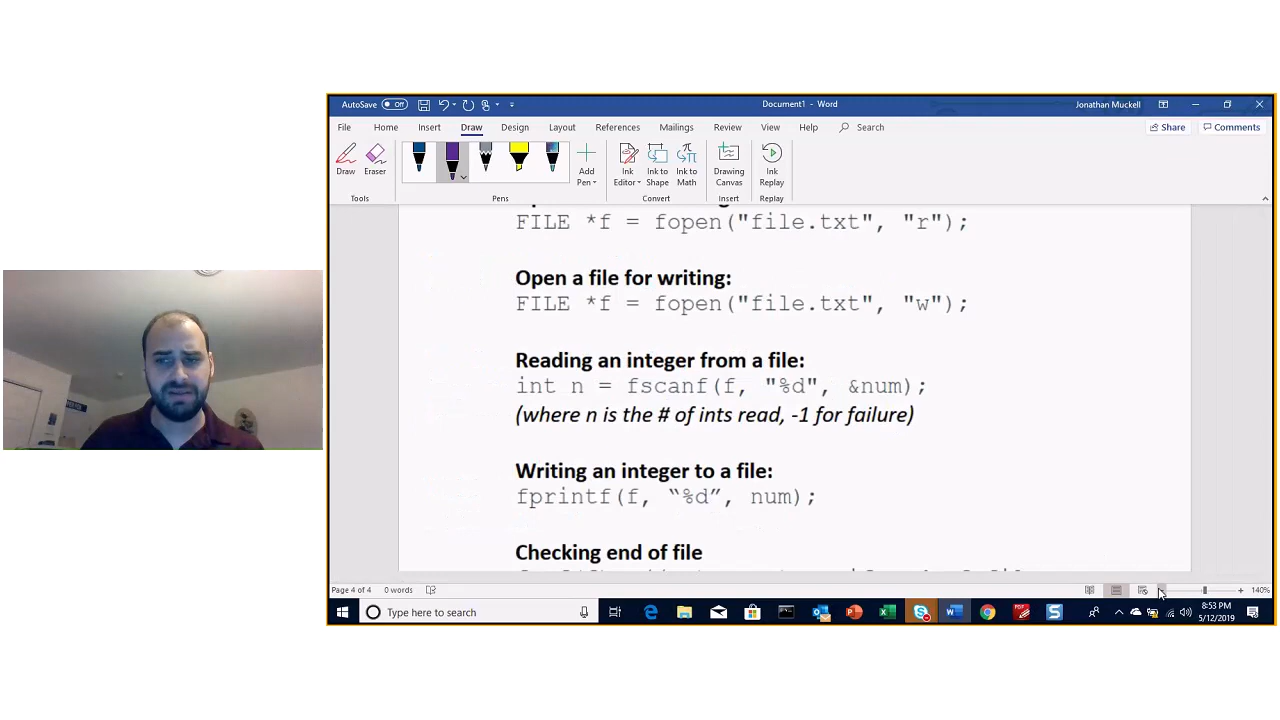 AutoSave Off
Document1 - Word
Jonathan Muckell
File Home Insert Draw Design Layout References Mailings Review View Help Search
Share Comments
Draw Eraser Add Pen Ink Editor Ink to Shape Ink to Math Drawing Canvas Ink Replay
Tools Pens Convert Insert Replay
FILE *f = fopen("file.txt", "r");
Open a file for writing:
FILE *f = fopen("file.txt", "w");
Reading an integer from a file:
int n = fscanf(f, "%d", &num);
(where n is the # of ints read, -1 for failure)
Writing an integer to a file:
fprintf(f, “%d”, num);
Checking end of file
Page 4 of 4 0 words 140%
Type here to search
8:53 PM
5/12/2019